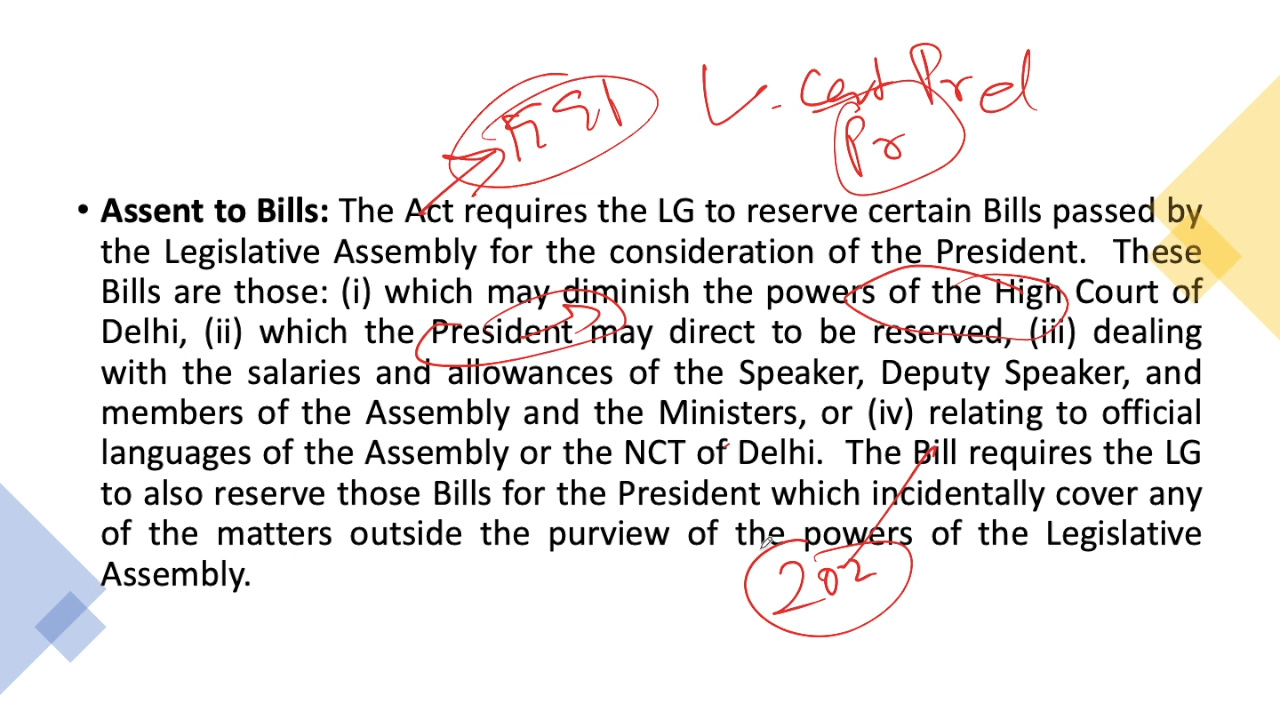 1991
Pr
• Assent to Bills: The Act requires the LG to reserve certain Bills passed by
the Legislative Assembly for the consideration of the President. These
Bills are those: (i) which may diminish the powers of the High Court of
Delhi, (ii) which the President may direct to be reserved, (iii) dealing
with the salaries and allowances of the Speaker, Deputy Speaker, and
members of the Assembly and the Ministers, or (iv) relating to official
languages of the Assembly or the NCT of Delhi. The Bill requires the LG
to also reserve those Bills for the President which incidentally cover any
of the matters outside the purview of the powers of the Legislative
Assembly.
202